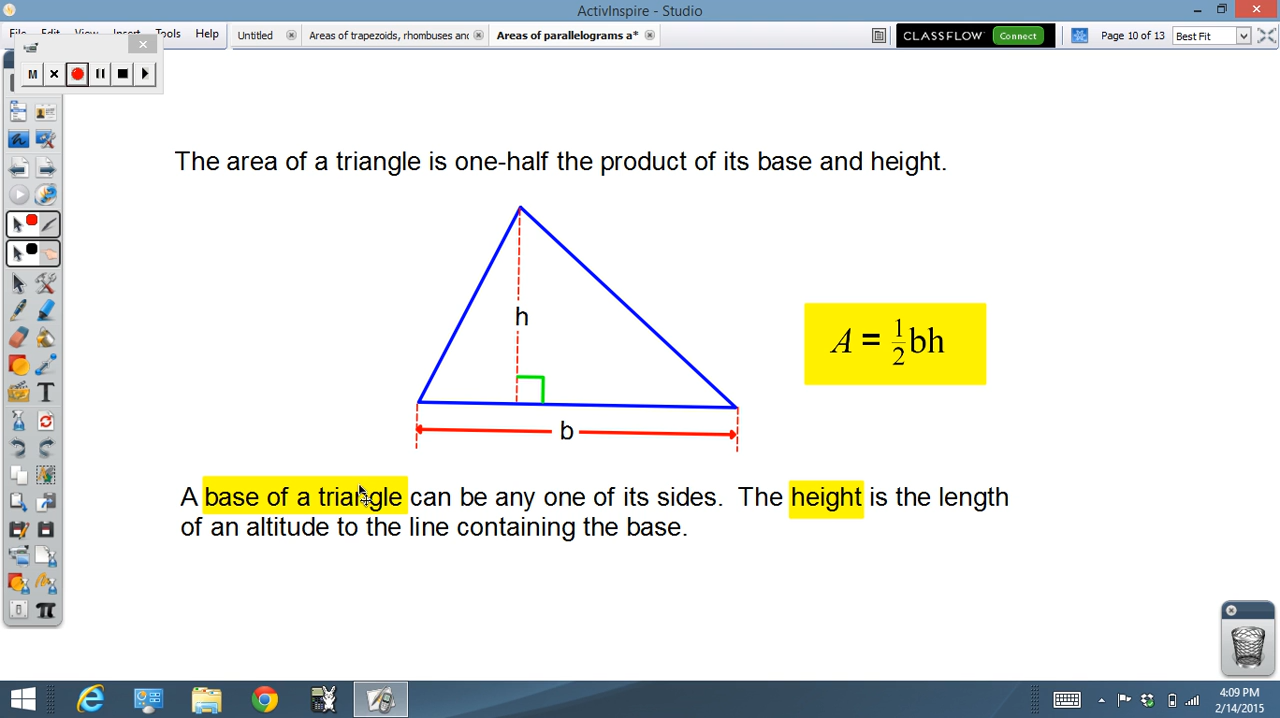 ActivInspire - Studio
File Edit View Insert Tools Help
Untitled
Areas of trapezoids, rhombuses and
Areas of parallelograms a*
CLASSFLOW Connect
Page 10 of 13
Best Fit
M
The area of a triangle is one-half the product of its base and height.
h
A = 1/2 bh
b
A base of a triangle can be any one of its sides. The height is the length
of an altitude to the line containing the base.
4:09 PM
2/14/2015